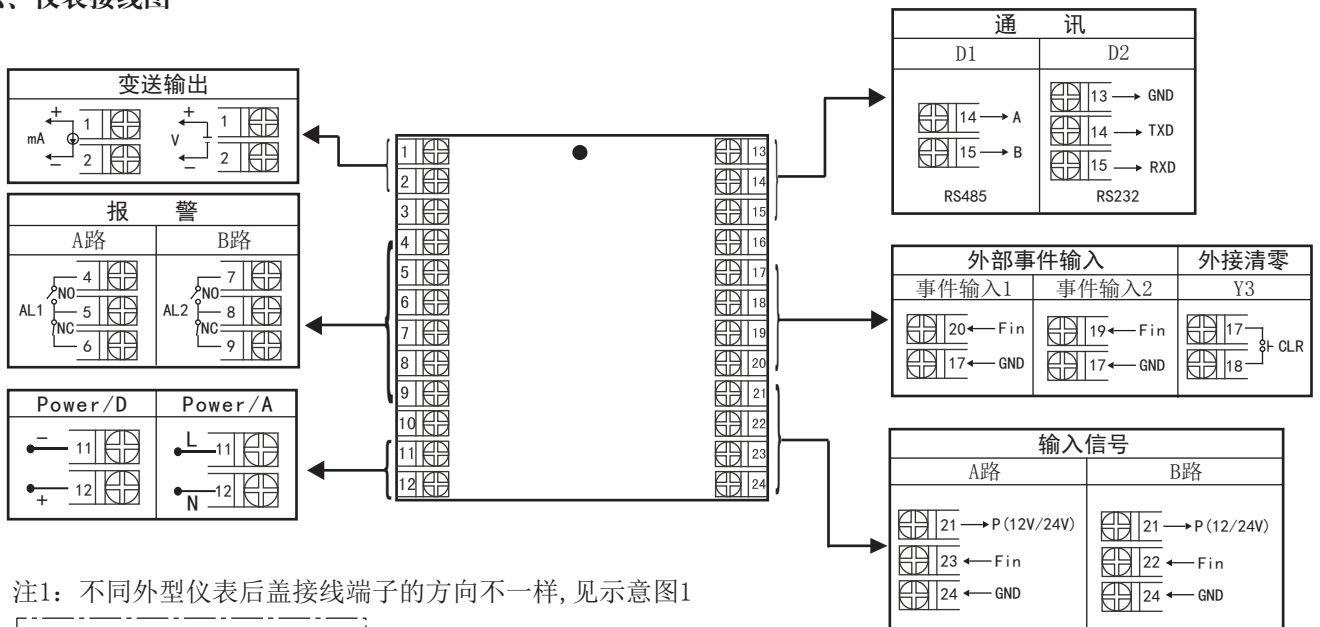 仪表接线图
变送输出
+ 1 + 1
mA V
- 2 - 2
报 警
A路 B路
4 7
NO NO
AL1 5 AL2 8
NC NC
6 9
Power/D Power/A
- 11 L 11
+ 12 N 12
1 13
2 14
3 15
4 16
5 17
6 18
7 19
8 20
9 21
10 22
11 23
12 24
通 讯
D1 D2
14 A 13 GND
15 B 14 TXD
15 RXD
RS485 RS232
外部事件输入 外接清零
事件输入1 事件输入2 Y3
20 Fin 19 Fin 17
CLR
17 GND 17 GND 18
输入信号
A路 B路
21 P(12V/24V) 21 P(12/24V)
23 Fin 22 Fin
24 GND 24 GND
注1: 不同外型仪表后盖接线端子的方向不一样,见示意图1